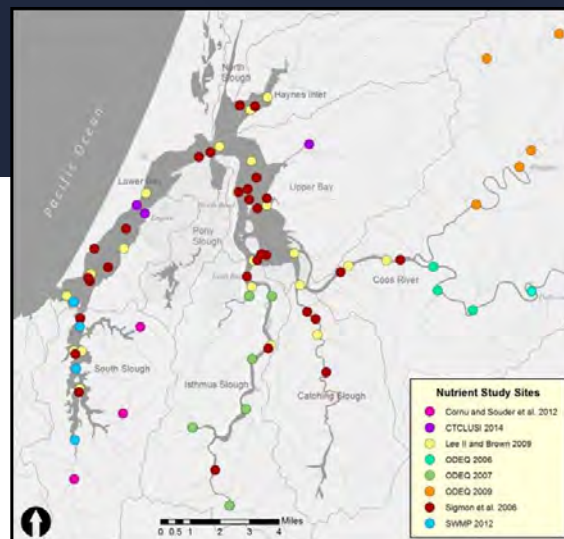 North
Slough
Haynes Inlet
Pacific Ocean
Lower Bay
Upper Bay
Pony
Slough
Coos River
South Slough
Isthmus Slough
Catching Slough
Nutrient Study Sites
Cornu and Souder et al. 2012
CTCLUSI 2014
Lee II and Brown 2009
ODEQ 2006
ODEQ 2007
ODEQ 2009
Sigmon et al. 2006
SWMP 2012
0 0.5 1 2 3 4
Miles